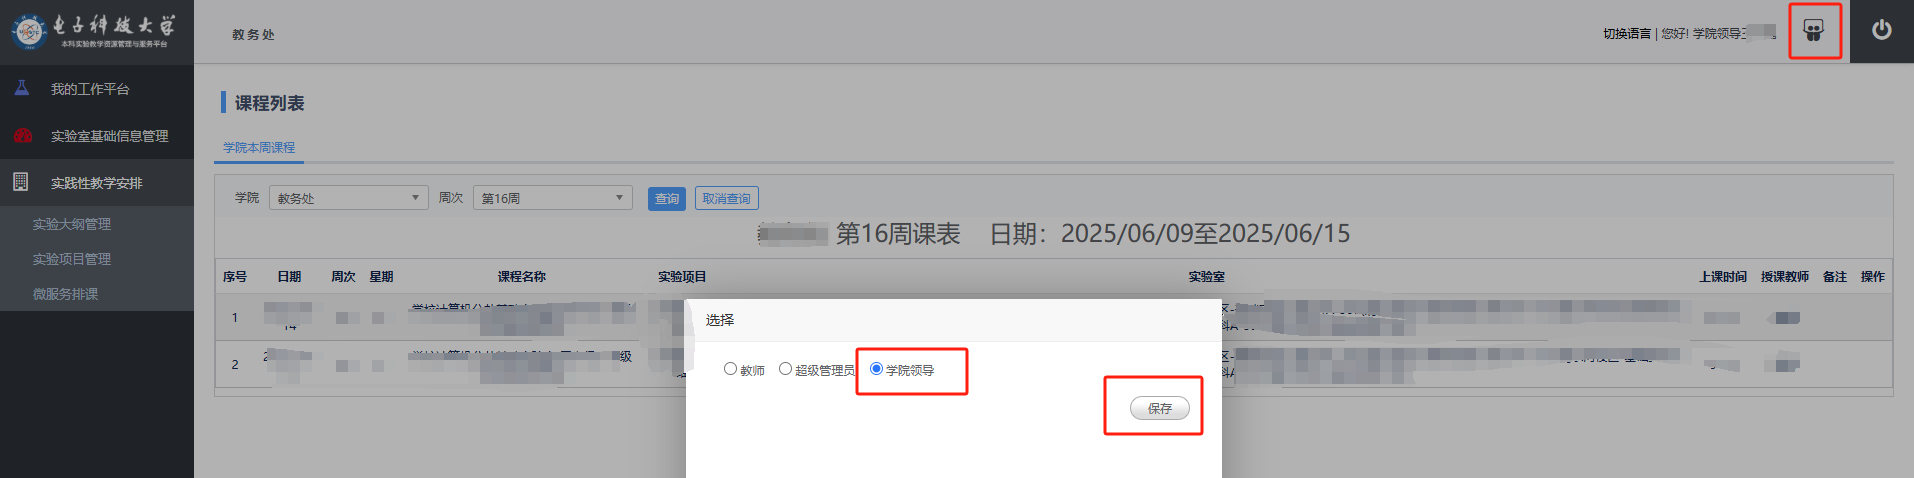 电子科技大学
本科实验教学资源管理与服务平台
教务处
切换语言 | 您好! 学院领导
我的工作平台
实验室基础信息管理
实践性教学安排
实验大纲管理
实验项目管理
微服务排课
课程列表
学院本周课程
学院 教务处 周次 第16周 查询 取消查询
第16周课表 日期：2025/06/09至2025/06/15
序号 日期 周次 星期 课程名称 实验项目 实验室 上课时间 授课教师 备注 操作
1
14
2
选择
教师 超级管理员 学院领导
保存